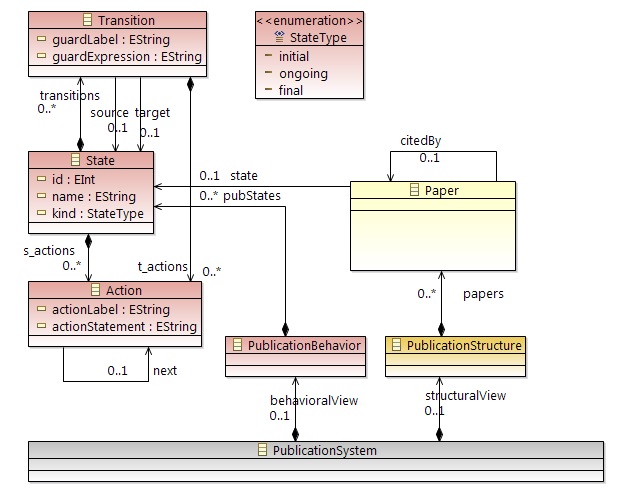 Transition
guardLabel : EString
guardExpression : EString
<<enumeration>>
StateType
initial
ongoing
final
transitions
0..*
source
0..1
target
0..1
citedBy
0..1
State
id : EInt
name : EString
kind : StateType
0..1 state
0..* pubStates
Paper
s_actions
0..*
t_actions
0..*
Action
actionLabel : EString
actionStatement : EString
0..* papers
0..1 next
PublicationBehavior
PublicationStructure
behavioralView
0..1
structuralView
0..1
PublicationSystem